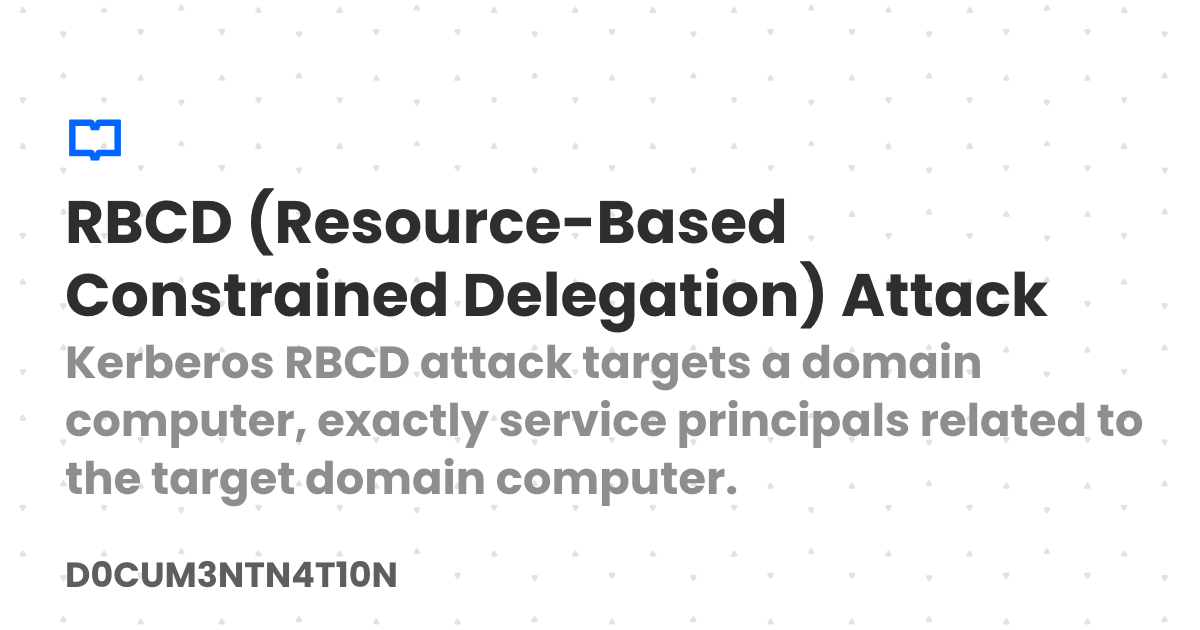 RBCD (Resource-Based
Constrained Delegation) Attack
Kerberos RBCD attack targets a domain
computer, exactly service principals related to
the target domain computer.
D0CUM3NTN4T10N